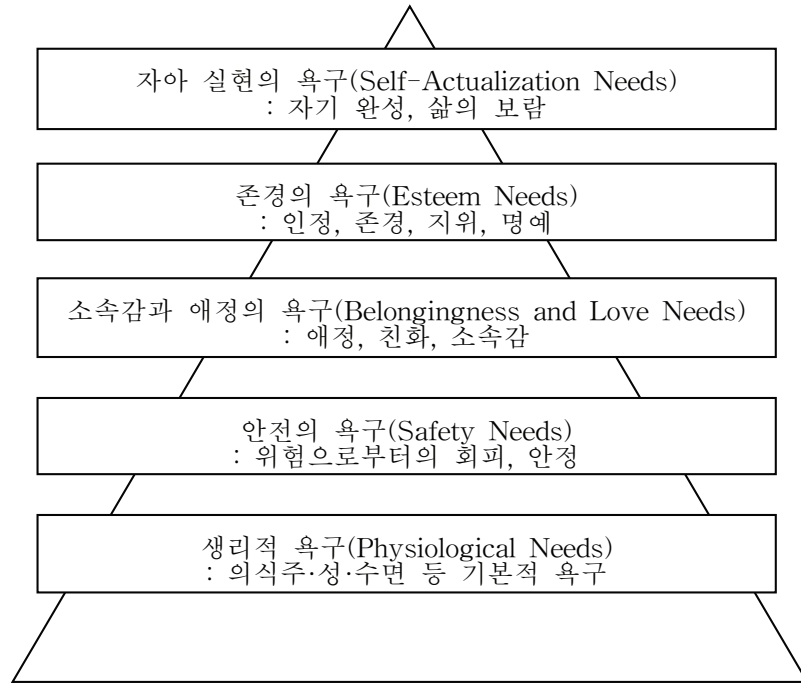 자아 실현의 욕구(Self-Actualization Needs)
: 자기 완성, 삶의 보람
존경의 욕구(Esteem Needs)
: 인정, 존경, 지위, 명예
소속감과 애정의 욕구(Belongingness and Love Needs)
: 애정, 친화, 소속감
안전의 욕구(Safety Needs)
: 위험으로부터의 회피, 안정
생리적 욕구(Physiological Needs)
: 의식주·성·수면 등 기본적 욕구